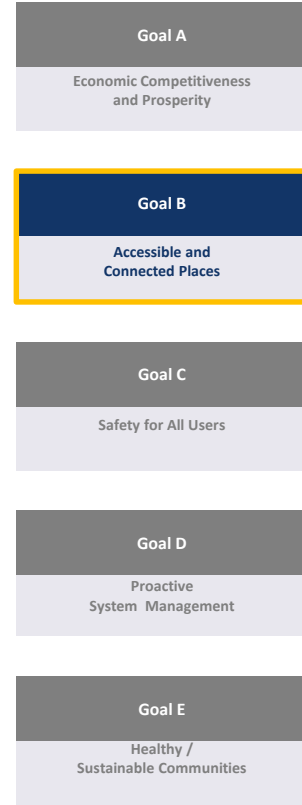 Goal A
Economic Competitiveness
and Prosperity
Goal B
Accessible and
Connected Places
Goal C
Safety for All Users
Goal D
Proactive
System Management
Goal E
Healthy /
Sustainable Communities